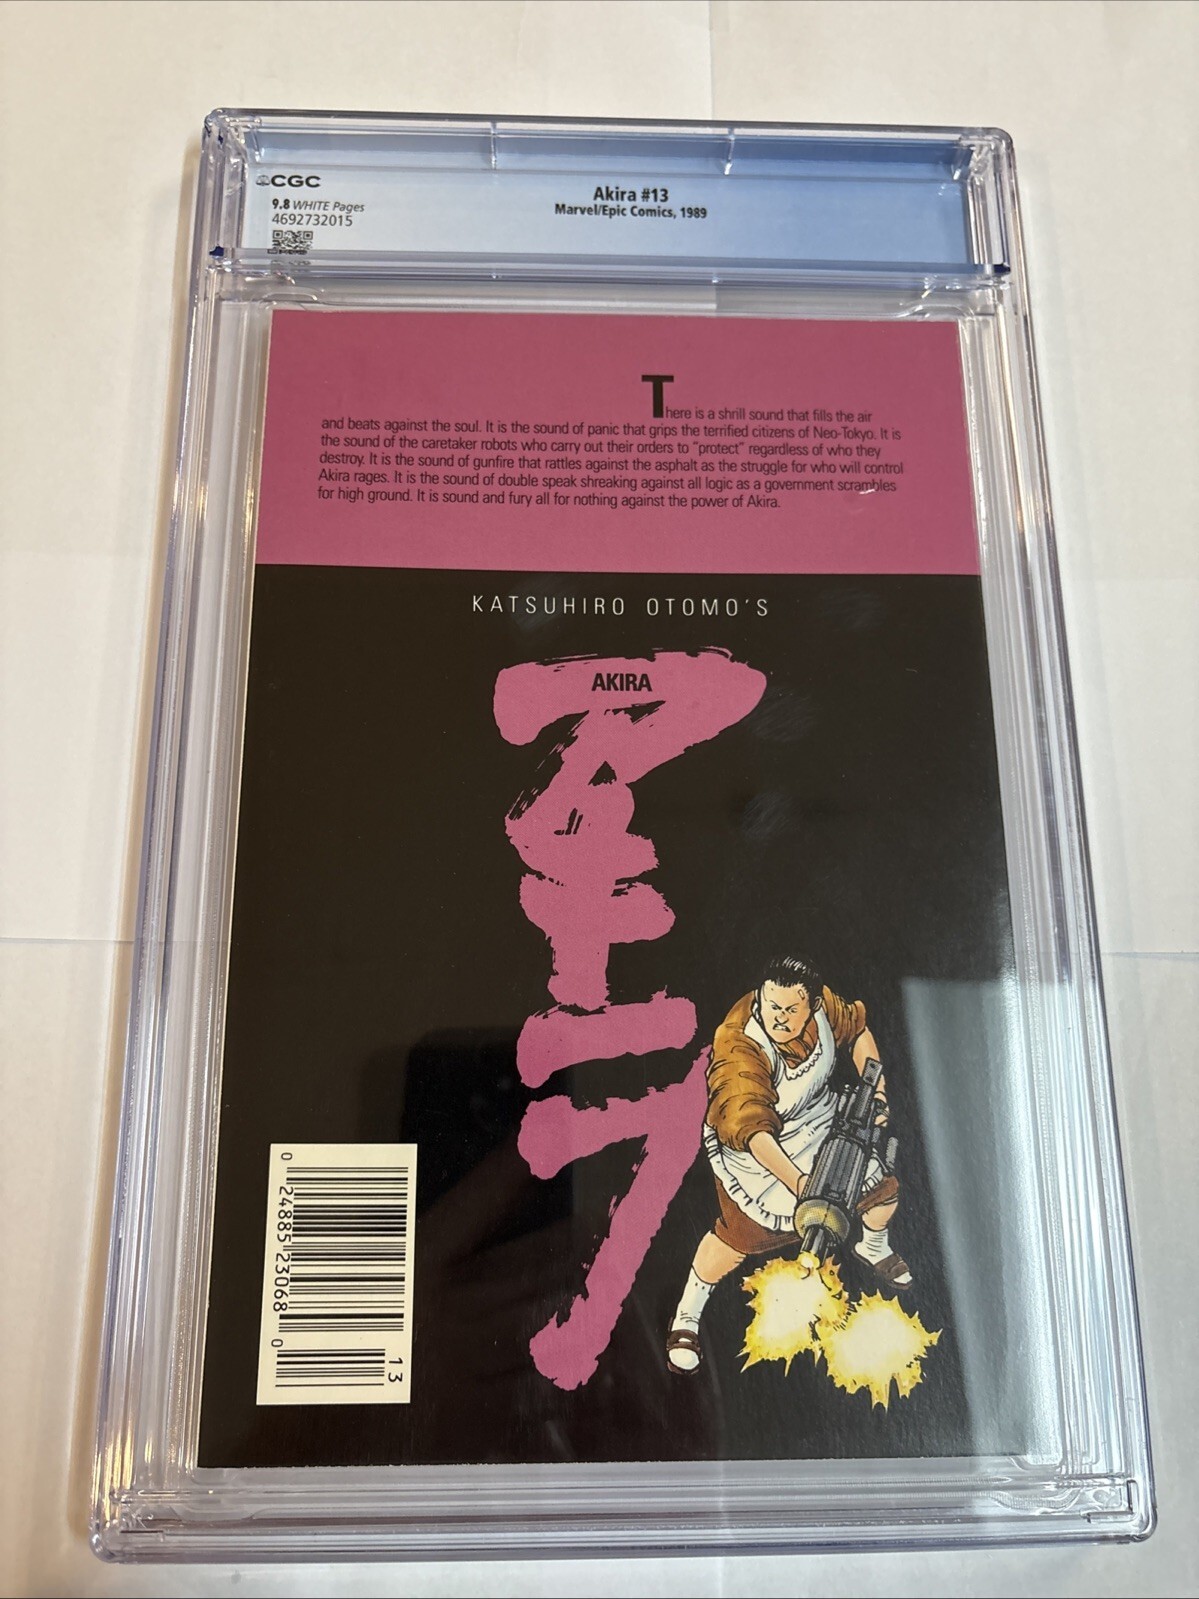 CGC
9.8 WHITE Pages
4692732015
Akira #13
Marvel/Epic Comics, 1989
There is a shrill sound that fills the air
and beats against the soul. It is the sound of panic that grips the terrified citizens of Neo-Tokyo. It is
the sound of the caretaker robots who carry out their orders to "protect" regardless of who they
destroy. It is the sound of gunfire that rattles against the asphalt as the struggle for who will control
Akira rages. It is the sound of double speak shreaking against all logic as a government scrambles
for high ground. It is sound and fury all for nothing against the power of Akira.
KATSUHIRO OTOMO'S
アキラ
AKIRA
0 24885 23068 0
13